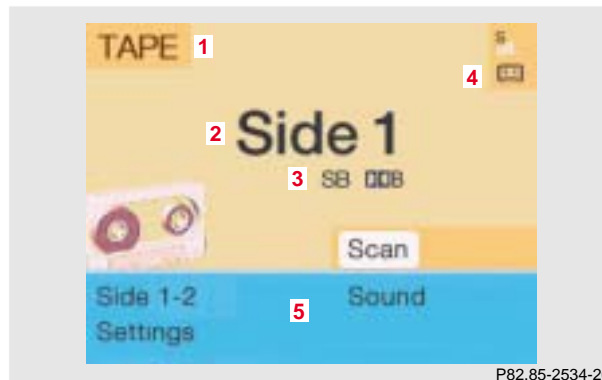 TAPE 1
S
4
2 Side 1
3 SB B
Scan
Side 1-2 5 Sound
Settings
P82.85-2534-2